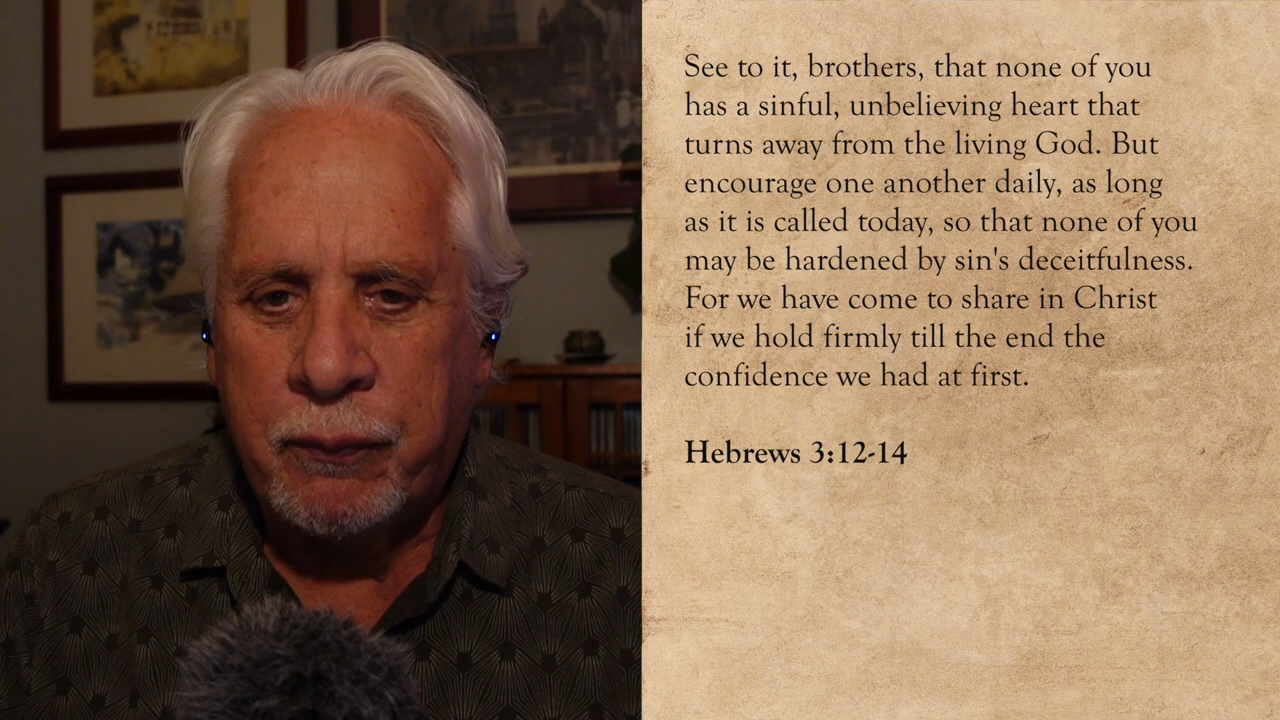 See to it, brothers, that none of you
has a sinful, unbelieving heart that
turns away from the living God. But
encourage one another daily, as long
as it is called today, so that none of you
may be hardened by sin's deceitfulness.
For we have come to share in Christ
if we hold firmly till the end the
confidence we had at first.
Hebrews 3:12-14